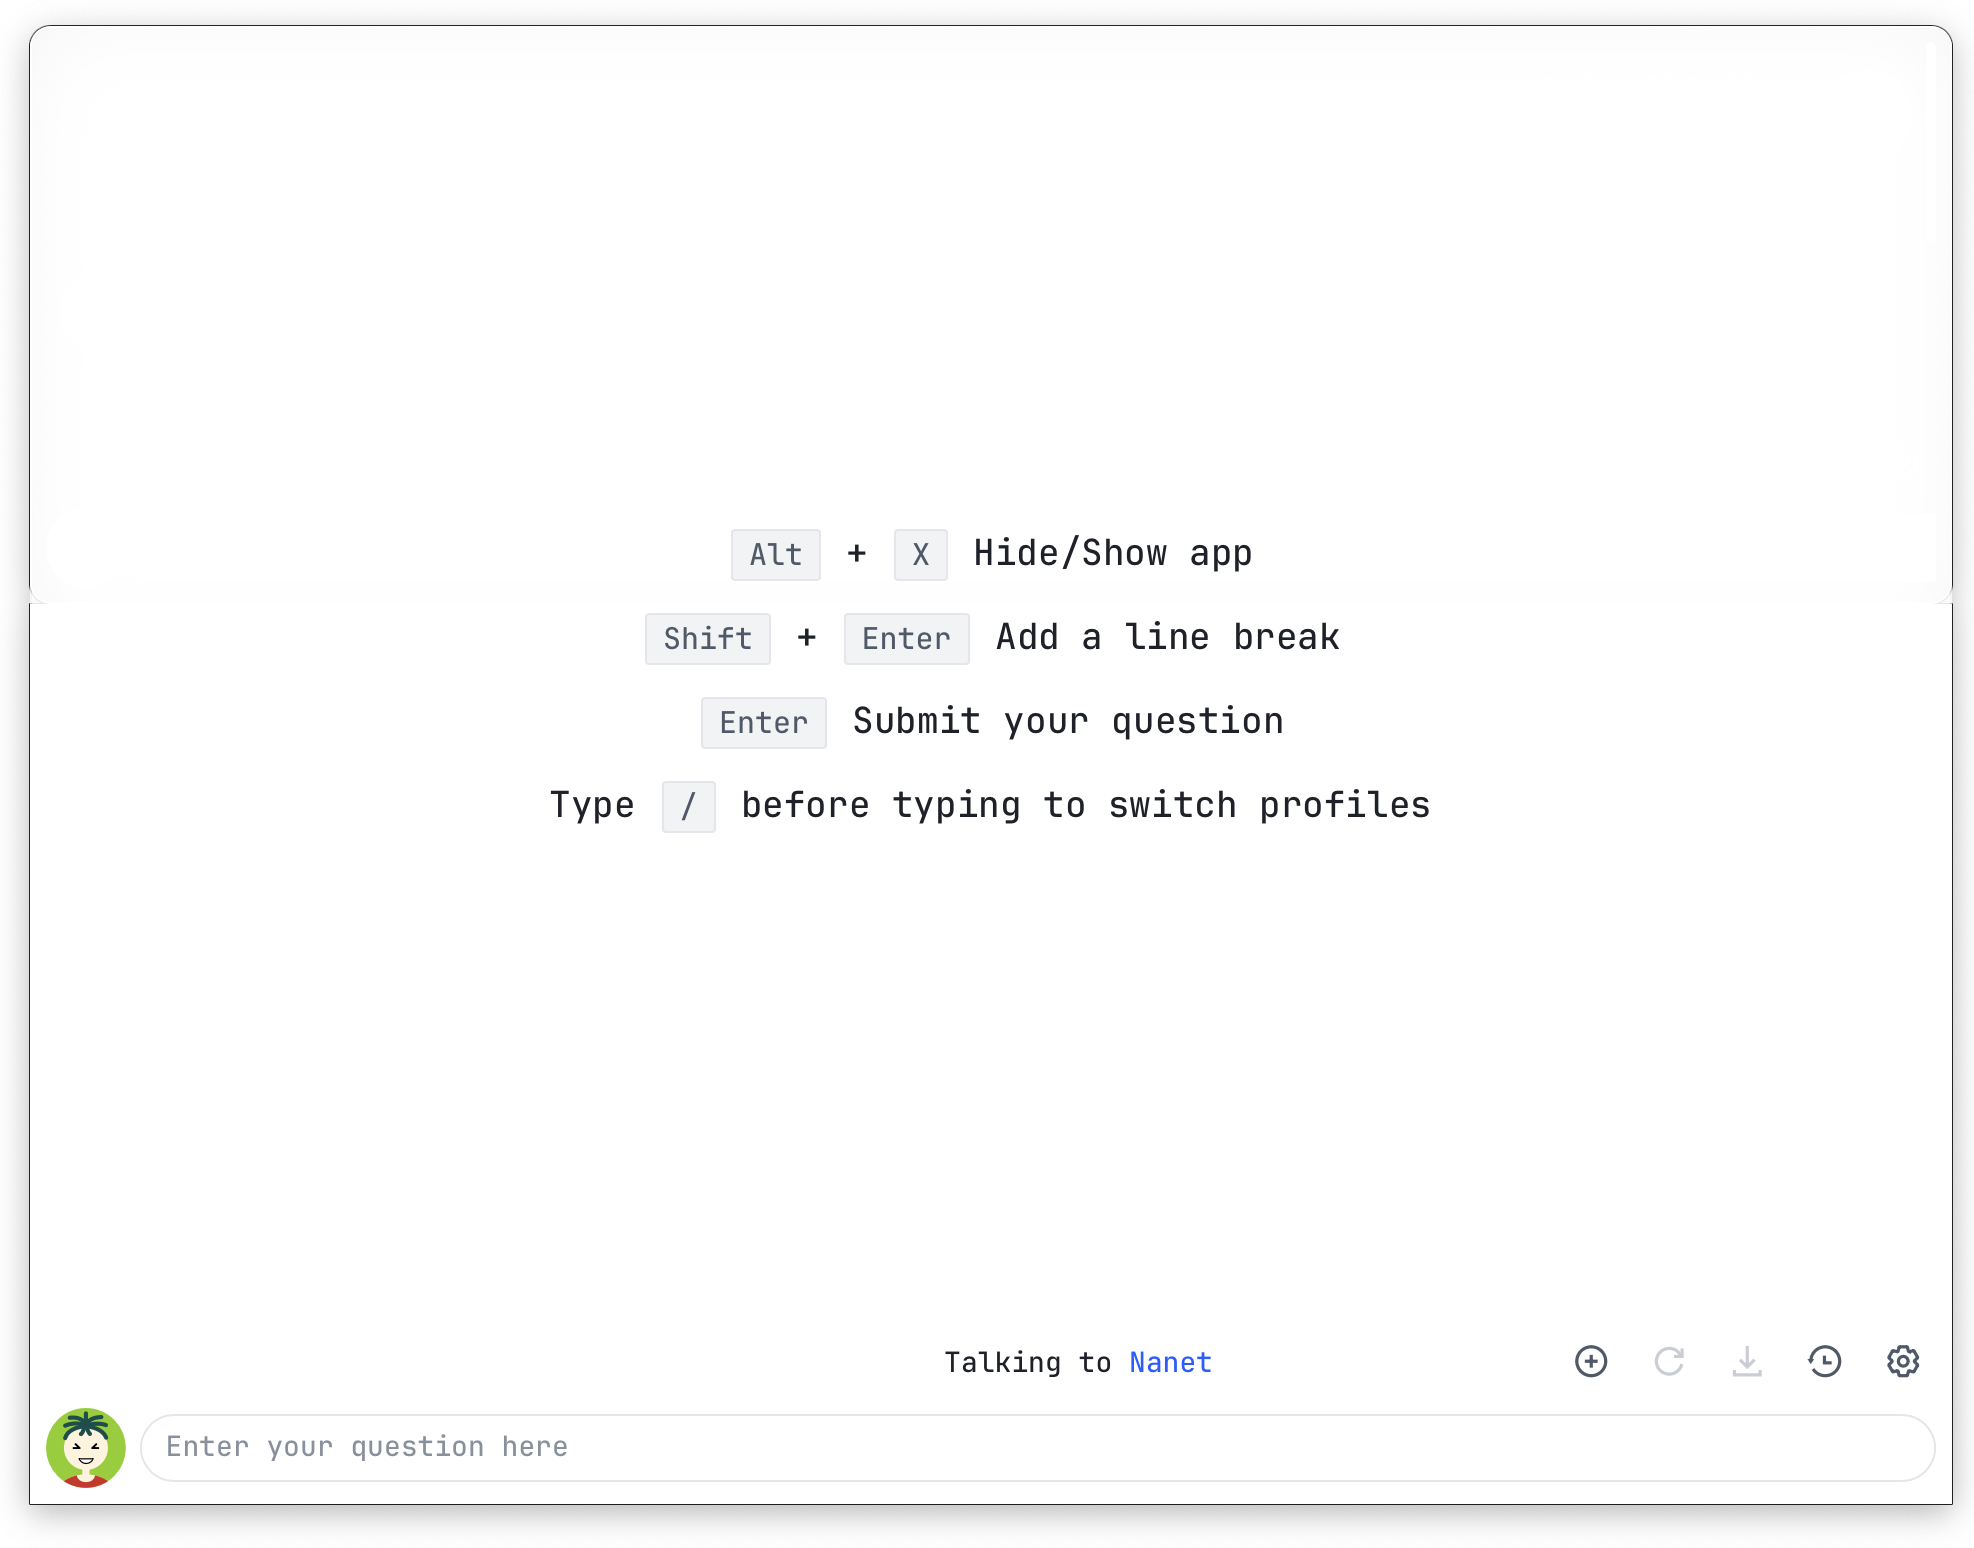 Alt + X Hide/Show app
Shift + Enter Add a line break
Enter Submit your question
Type / before typing to switch profiles
Talking to Nanet
Enter your question here